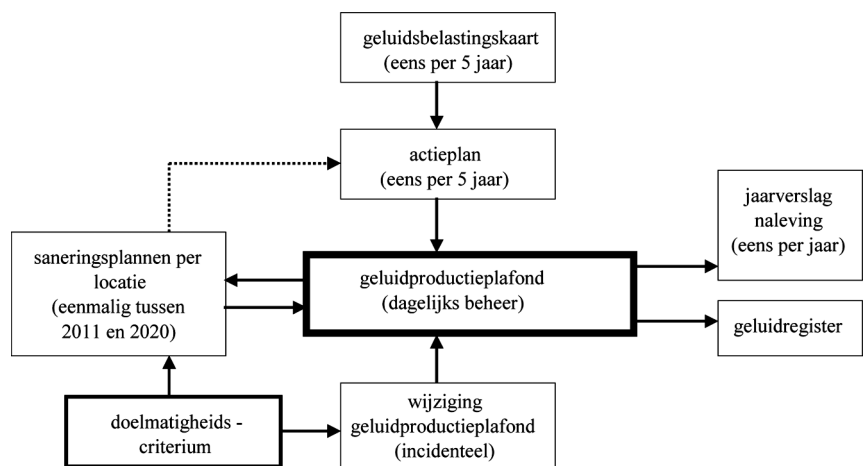 geluidsbelastingskaart
(eens per 5 jaar)
actieplan
(eens per 5 jaar)
jaarverslag
naleving
(eens per jaar)
saneringsplannen per
locatie
(eenmalig tussen
2011 en 2020)
geluidproductieplafond
(dagelijks beheer)
geluidregister
doelmatigheids -
criterium
wijziging
geluidproductieplafond
(incidenteel)